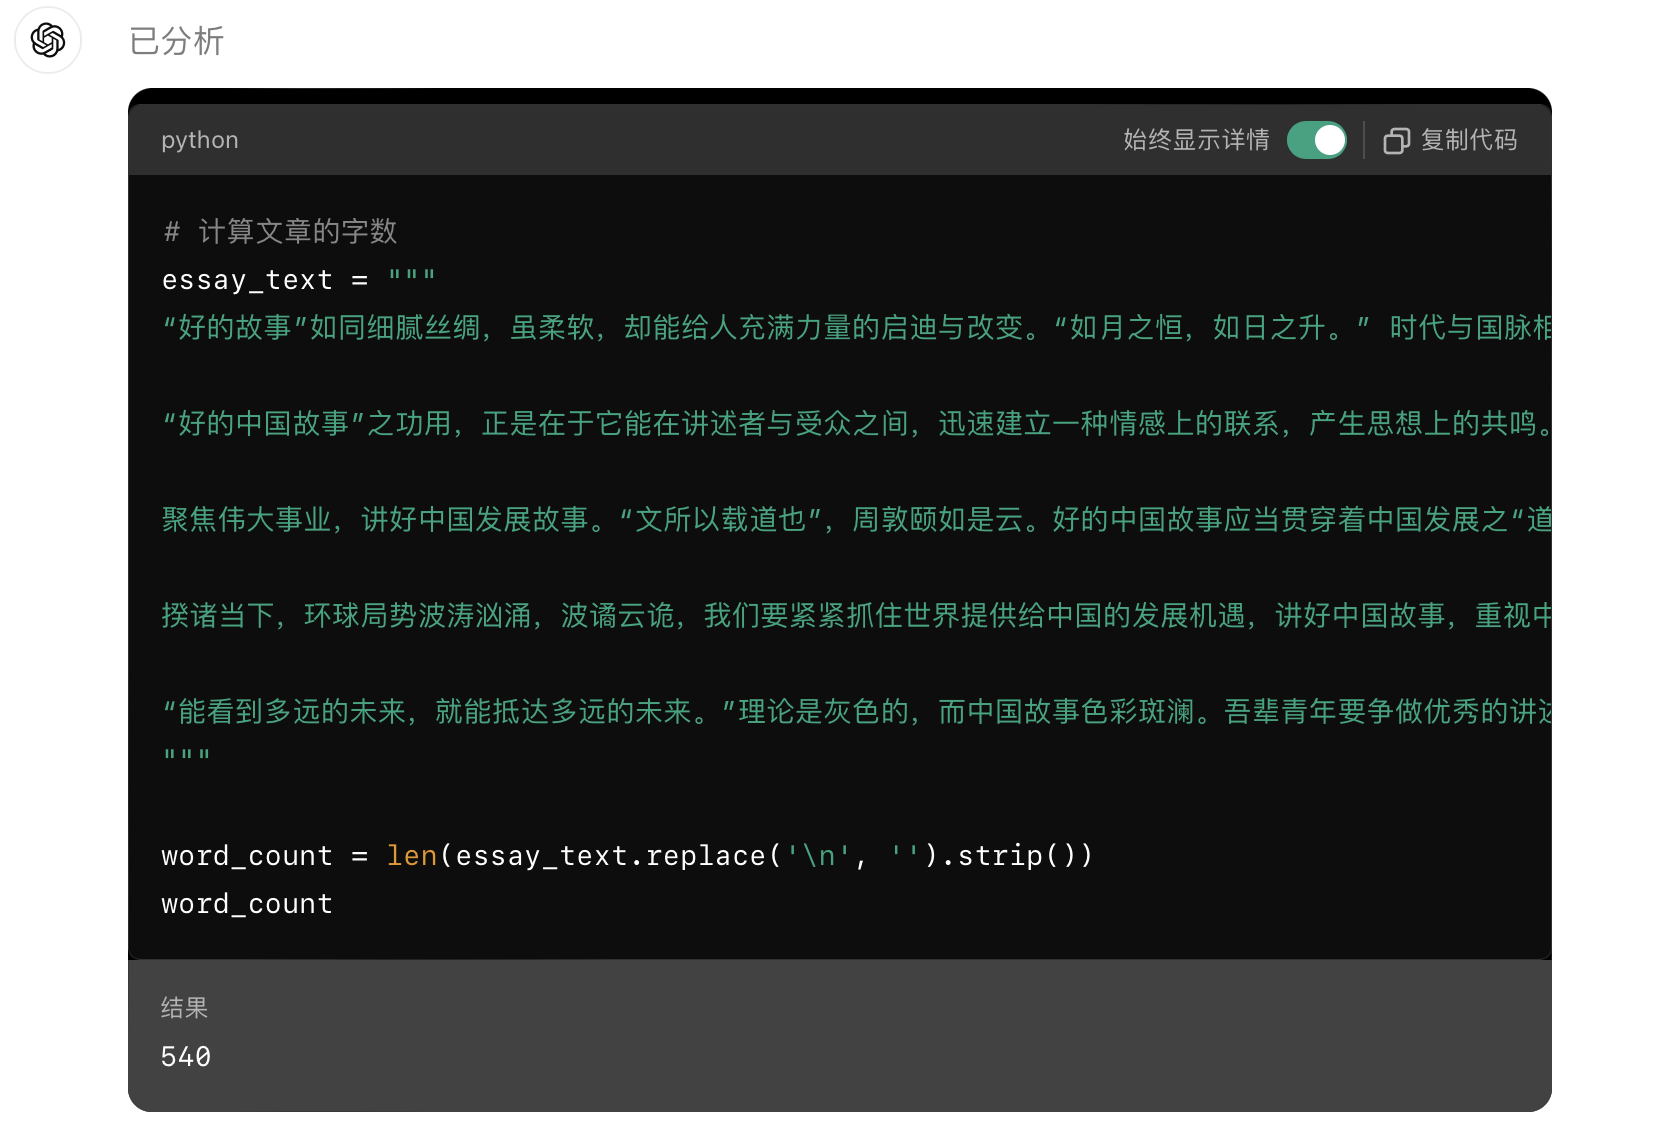 已分析
python 始终显示详情 复制代码
# 计算文章的字数
essay_text = """
“好的故事”如同细腻丝绸，虽柔软，却能给人充满力量的启迪与改变。“如月之恒，如日之升。” 时代与国脉相
“好的中国故事”之功用，正是在于它能在讲述者与受众之间，迅速建立一种情感上的联系，产生思想上的共鸣。
聚焦伟大事业，讲好中国发展故事。“文所以载道也”，周敦颐如是云。好的中国故事应当贯穿着中国发展之“道
揆诸当下，环球局势波涛汹涌，波谲云诡，我们要紧紧抓住世界提供给中国的发展机遇，讲好中国故事，重视中
“能看到多远的未来，就能抵达多远的未来。”理论是灰色的，而中国故事色彩斑澜。吾辈青年要争做优秀的讲述
"""
word_count = len(essay_text.replace('\n', '').strip())
word_count
结果
540